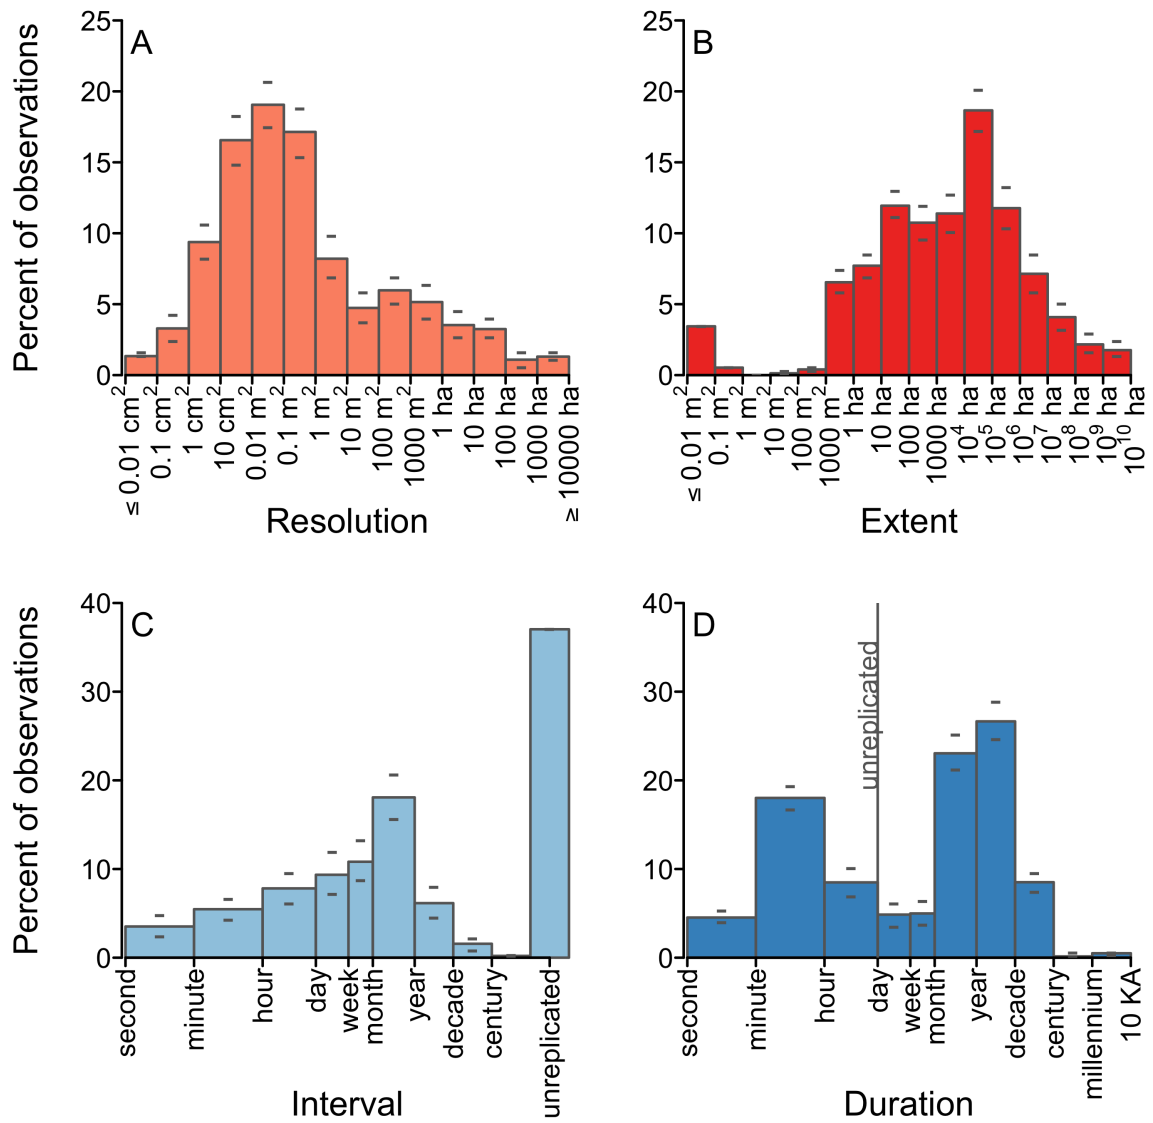 A
Percent of observations
25
20
15
10
5
0
≤ 0.01 cm²
0.1 cm²
1 cm²
10 cm²
0.01 m²
0.1 m²
1 m²
10 m²
100 m²
1000 m²
1 ha
10 ha
100 ha
1000 ha
≥ 10000 ha
Resolution
B
25
20
15
10
5
0
≤ 0.01 m²
0.1 m²
1 m²
10 m²
100 m²
1000 m²
1 ha
10 ha
100 ha
1000 ha
10⁴ ha
10⁵ ha
10⁶ ha
10⁷ ha
10⁸ ha
10⁹ ha
10¹⁰ ha
Extent
C
Percent of observations
40
30
20
10
0
second
minute
hour
day
week
month
year
decade
century
unreplicated
Interval
D
40
30
20
10
0
unreplicated
second
minute
hour
day
week
month
year
decade
century
millennium
10 KA
Duration